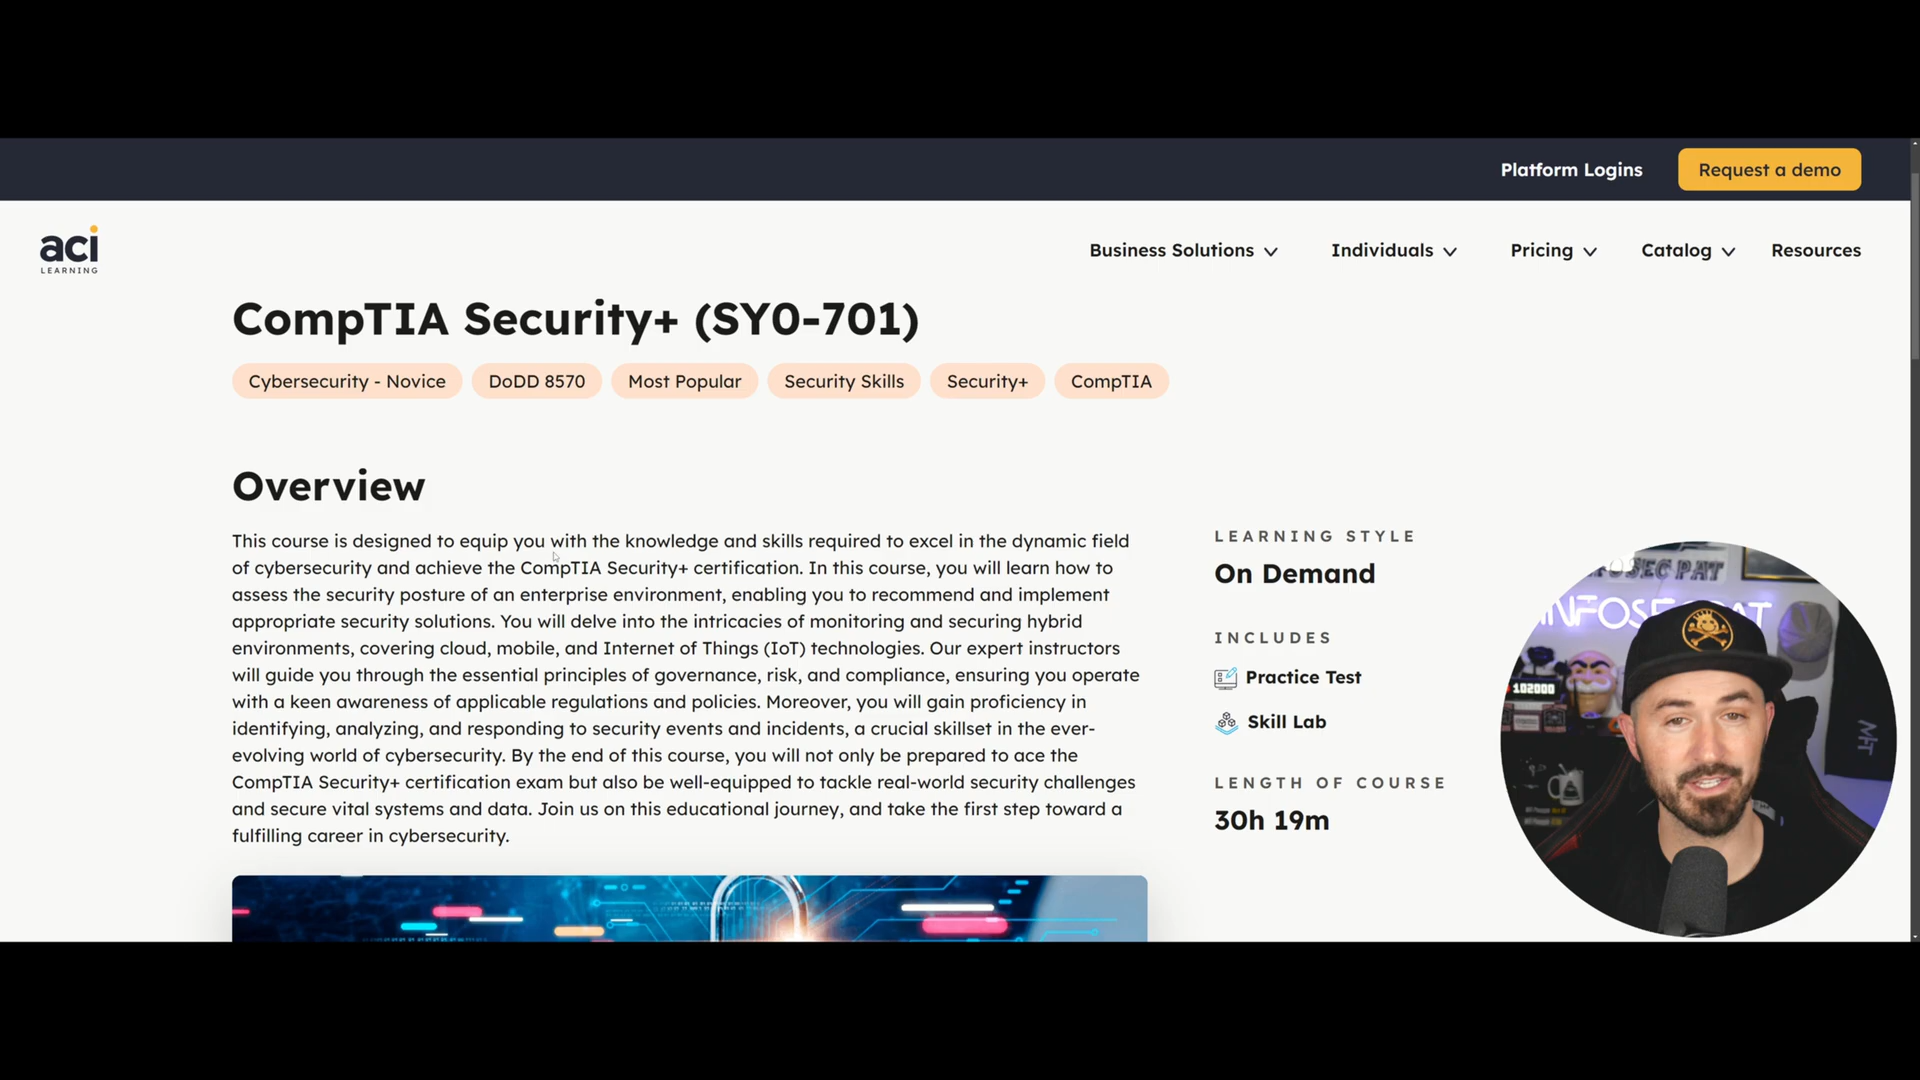 Platform Logins
Request a demo
aci
LEARNING
Business Solutions
Individuals
Pricing
Catalog
Resources
CompTIA Security+ (SY0-701)
Cybersecurity - Novice
DoDD 8570
Most Popular
Security Skills
Security+
CompTIA
Overview
This course is designed to equip you with the knowledge and skills required to excel in the dynamic field
of cybersecurity and achieve the CompTIA Security+ certification. In this course, you will learn how to
assess the security posture of an enterprise environment, enabling you to recommend and implement
appropriate security solutions. You will delve into the intricacies of monitoring and securing hybrid
environments, covering cloud, mobile, and Internet of Things (IoT) technologies. Our expert instructors
will guide you through the essential principles of governance, risk, and compliance, ensuring you operate
with a keen awareness of applicable regulations and policies. Moreover, you will gain proficiency in
identifying, analyzing, and responding to security events and incidents, a crucial skillset in the ever-
evolving world of cybersecurity. By the end of this course, you will not only be prepared to ace the
CompTIA Security+ certification exam but also be well-equipped to tackle real-world security challenges
and secure vital systems and data. Join us on this educational journey, and take the first step toward a
fulfilling career in cybersecurity.
LEARNING STYLE
On Demand
INCLUDES
Practice Test
Skill Lab
LENGTH OF COURSE
30h 19m
102000